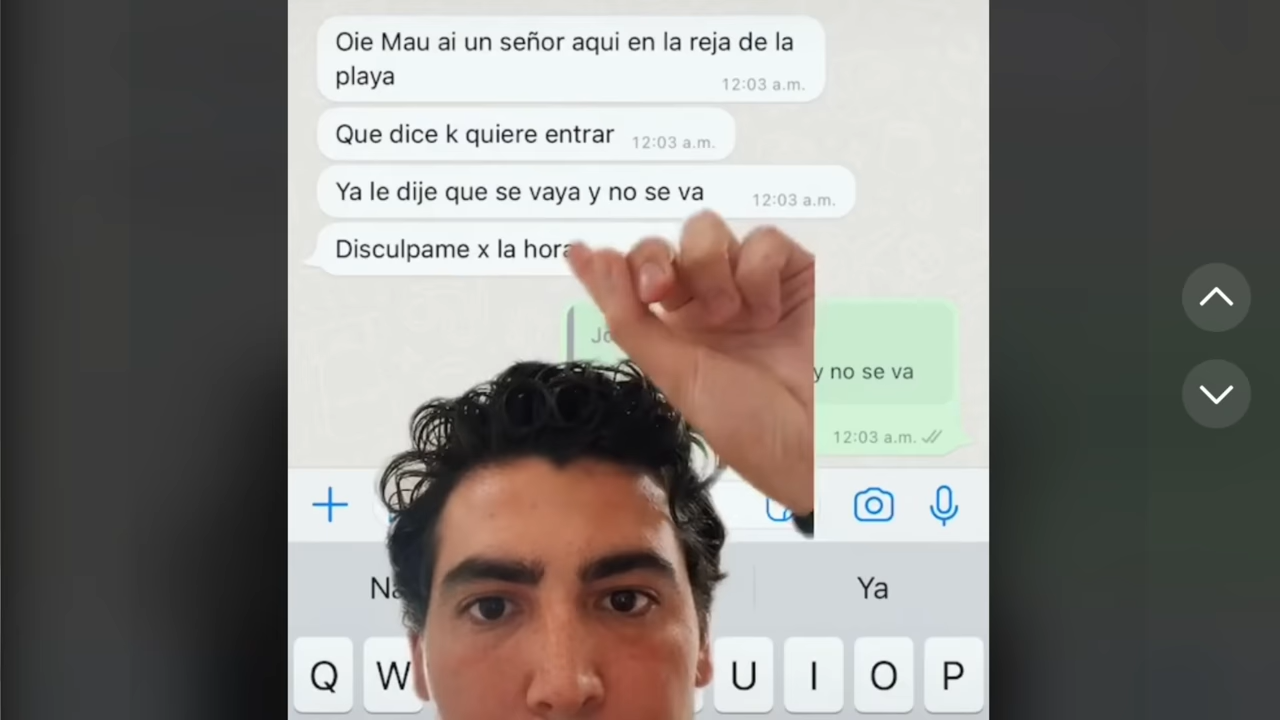 Oie Mau ai un señor aqui en la reja de la
playa
12:03 a.m.
Que dice k quiere entrar 12:03 a.m.
Ya le dije que se vaya y no se va 12:03 a.m.
Disculpame x la hora
y no se va
12:03 a.m.
Ya
Q W U I O P